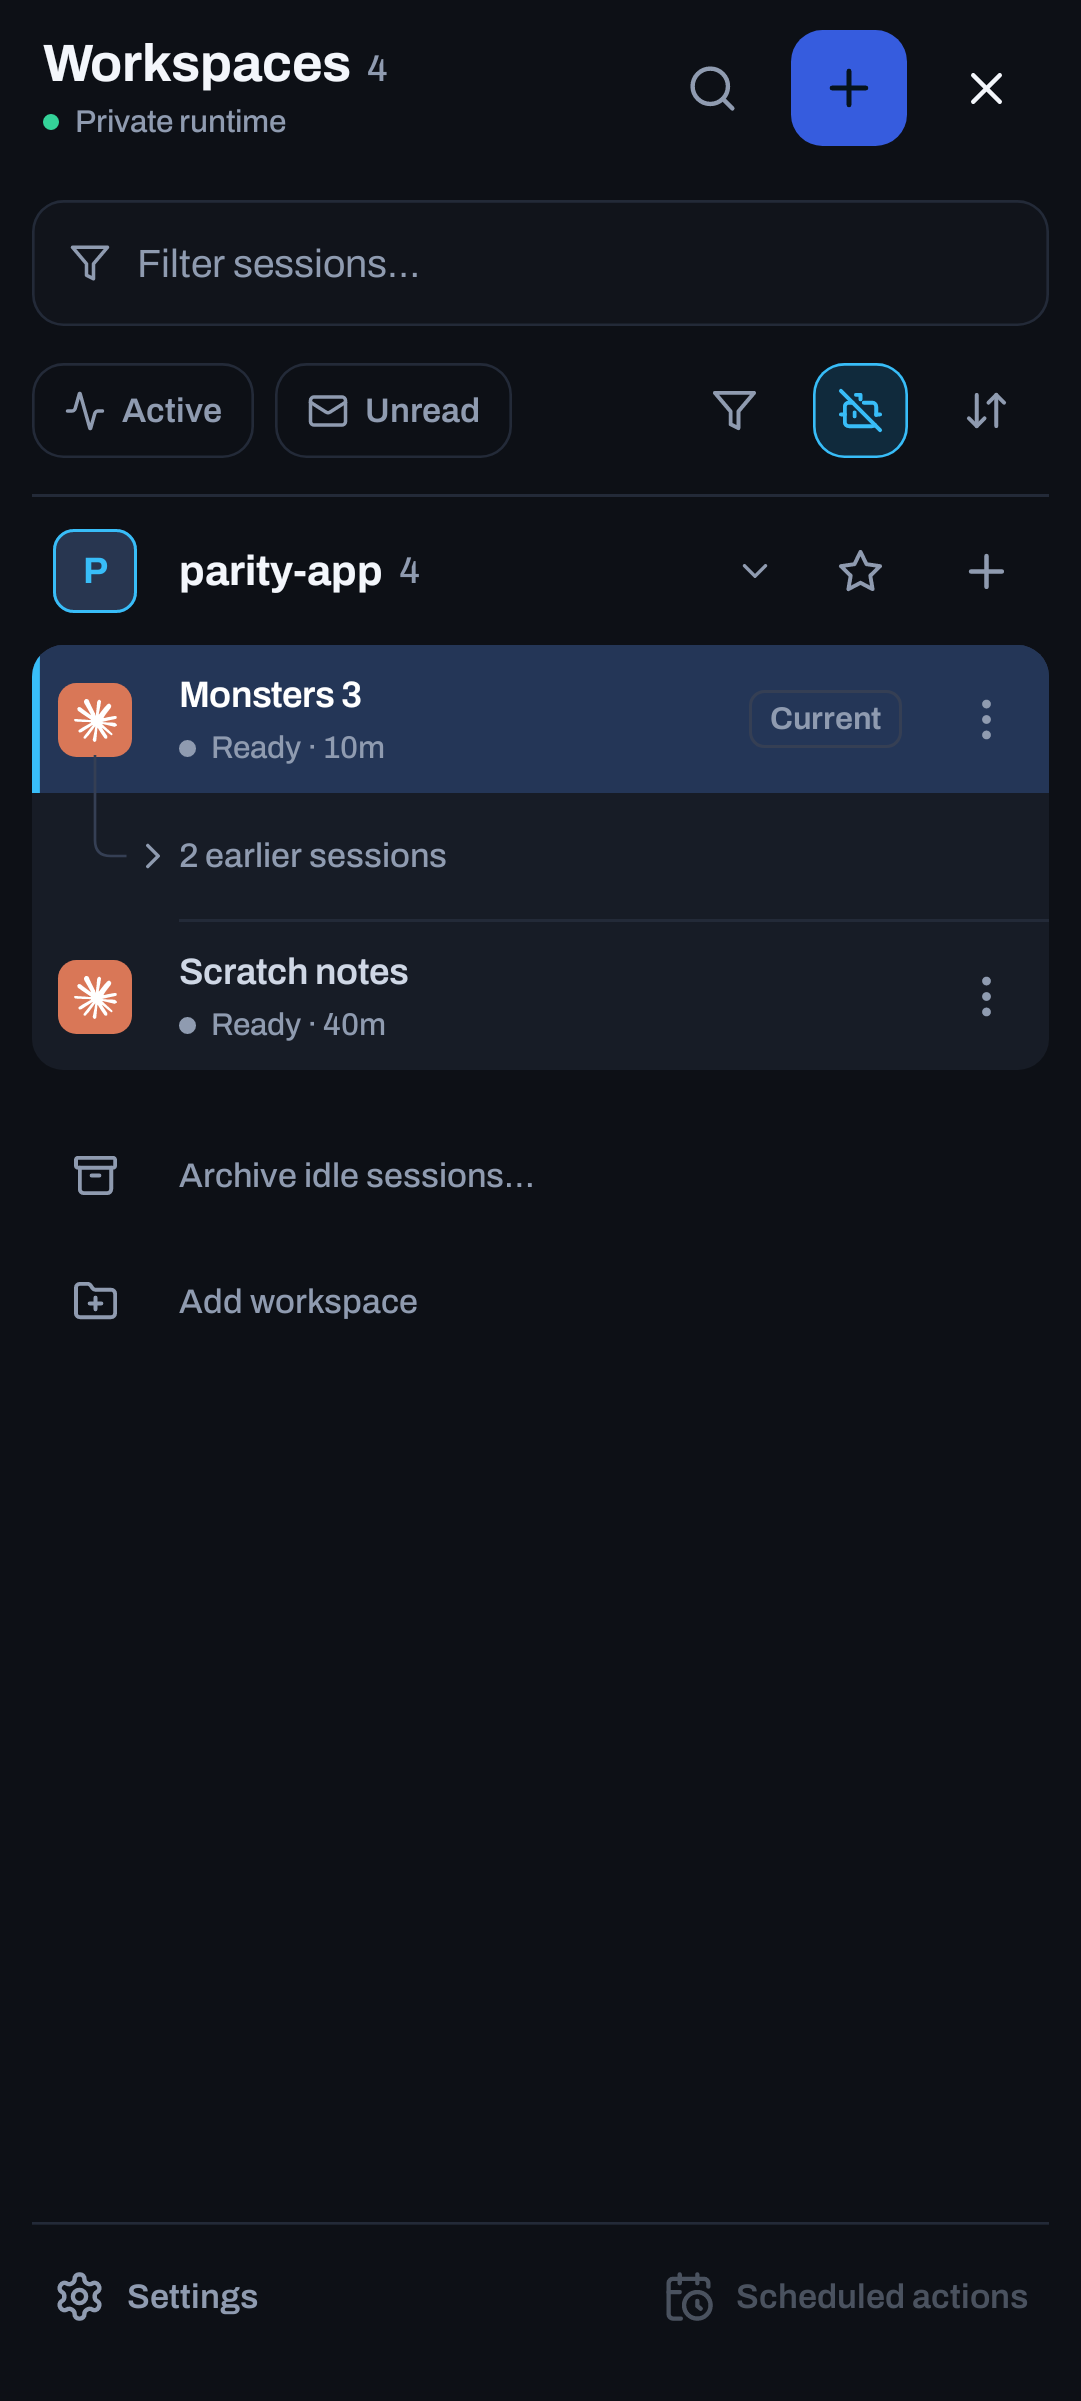 Workspaces 4
Private runtime
Filter sessions...
Active
Unread
P
parity-app 4
Monsters 3
Ready · 10m
Current
2 earlier sessions
Scratch notes
Ready · 40m
Archive idle sessions...
Add workspace
Settings
Scheduled actions